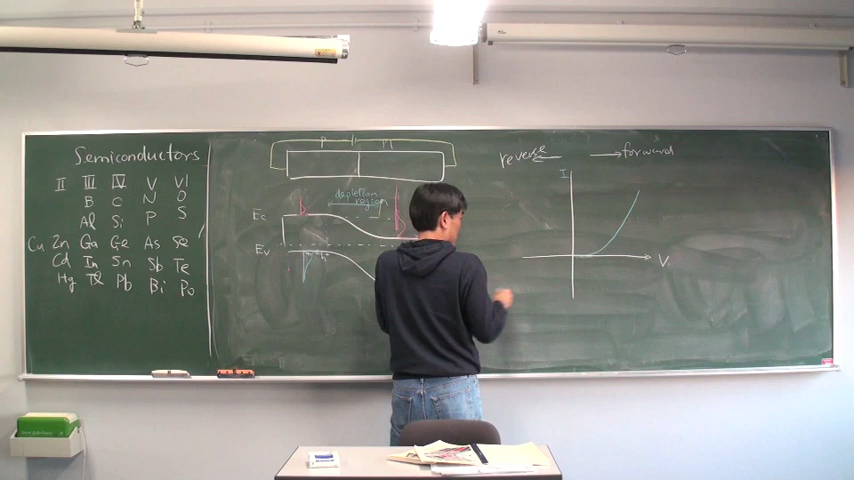 Semiconductors
II III IV V VI
B C N O
Al Si P S
Cu Zn Ga Ge As Se
Cd In Sn Sb Te
Hg Tl Pb Bi Po
P n
depletion
region
Ec
Ev
reverse forward
I
V